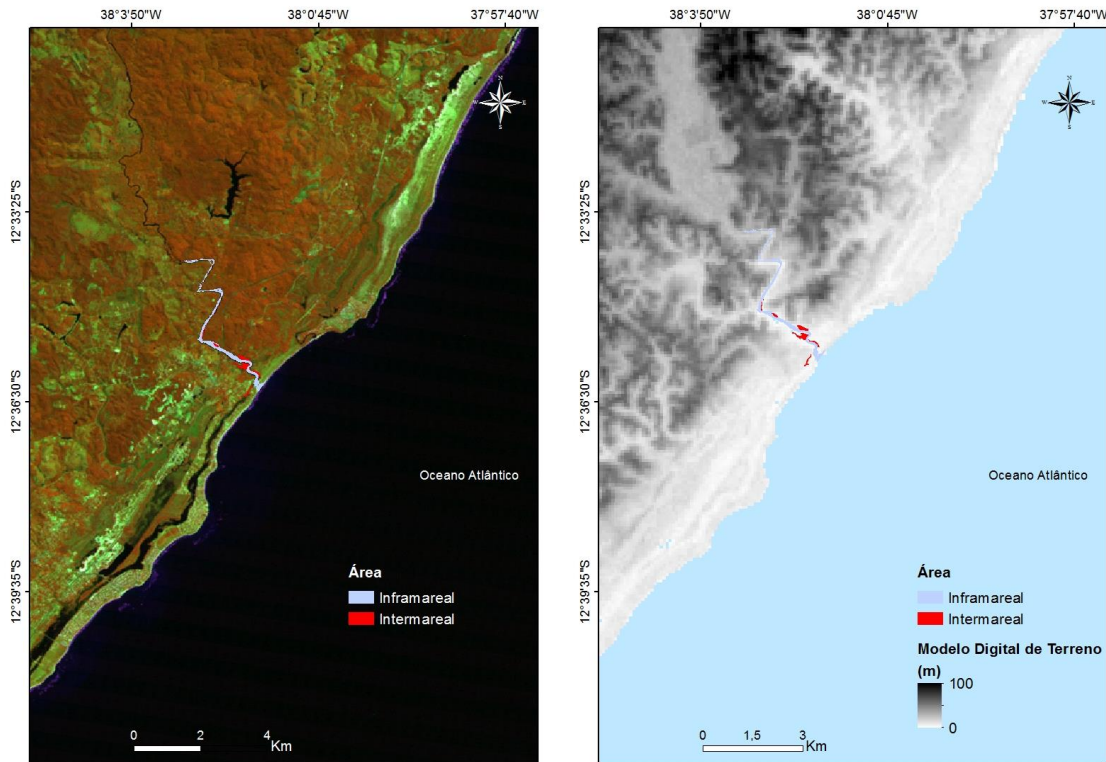 38°3'50"W 38°0'45"W 37°57'40"W
12°33'25"S
12°36'30"S
12°39'35"S
N
W E
S
Oceano Atlântico
Área
Inframareal
Intermareal
0 2 4
Km
38°3'50"W 38°0'45"W 37°57'40"W
12°33'25"S
12°36'30"S
12°39'35"S
N
W E
S
Oceano Atlântico
Área
Inframareal
Intermareal
Modelo Digital de Terreno
(m)
100
0
0 1,5 3
Km